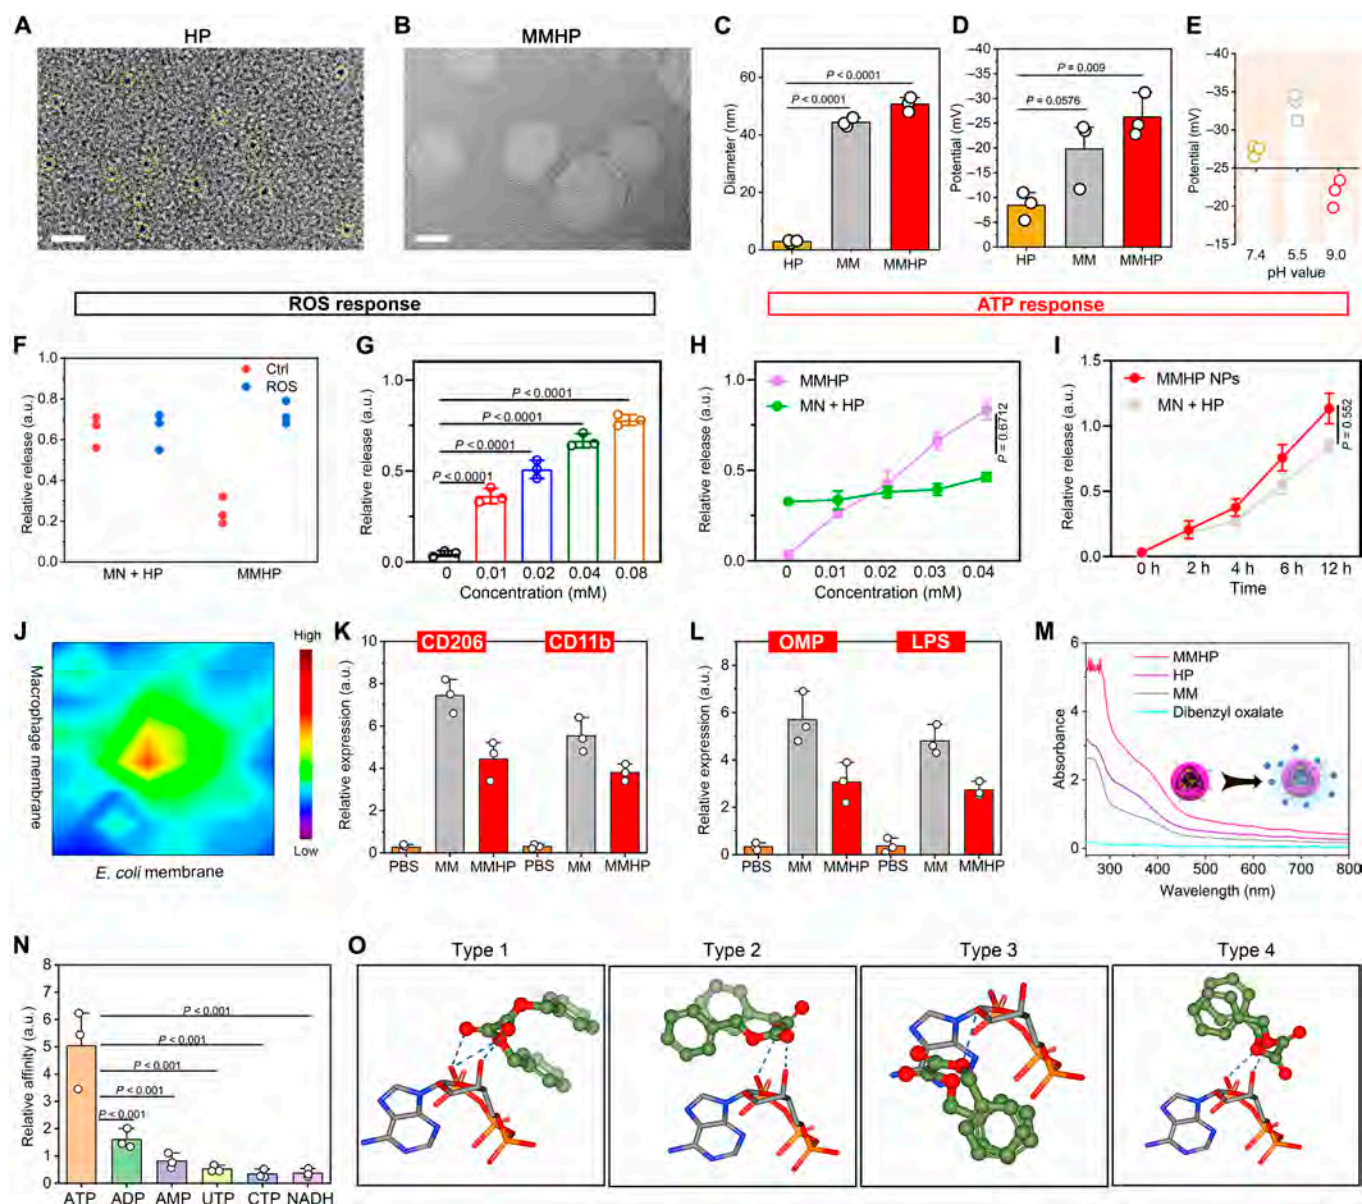 A
HP
B
MMHP
C
Diameter (nm)
60
40
20
0
P < 0.0001
P < 0.0001
HP
MM
MMHP
D
Potential (mV)
–40
–35
–30
–25
–20
–15
–10
–5
0
P = 0.009
P = 0.0576
HP
MM
MMHP
E
Potential (mV)
–40
–35
–30
–25
–20
–15
7.4
5.5
9.0
pH value
ROS response
ATP response
F
Relative release (a.u.)
1.0
0.8
0.6
0.4
0.2
0.0
Ctrl
ROS
MN + HP
MMHP
G
Relative release (a.u.)
1.0
0.5
0.0
P < 0.0001
P < 0.0001
P < 0.0001
P < 0.0001
0
0.01
0.02
0.04
0.08
Concentration (mM)
H
Relative release (a.u.)
1.0
0.5
0.0
MMHP
MN + HP
P = 0.6712
0
0.01
0.02
0.03
0.04
Concentration (mM)
I
Relative release (a.u.)
1.5
1.0
0.5
0.0
MMHP NPs
MN + HP
P = 0.552
0 h
2 h
4 h
6 h
12 h
Time
J
Macrophage membrane
E. coli membrane
High
Low
K
Relative expression (a.u.)
10
8
6
4
2
0
CD206
CD11b
PBS
MM
MMHP
PBS
MM
MMHP
L
Relative expression (a.u.)
8
6
4
2
0
OMP
LPS
PBS
MM
MMHP
PBS
MM
MMHP
M
Absorbance
6
4
2
0
MMHP
HP
MM
Dibenzyl oxalate
300
400
500
600
700
800
Wavelength (nm)
N
Relative affinity (a.u.)
8
7
6
5
4
3
2
1
0
P < 0.001
P < 0.001
P < 0.001
P < 0.001
P < 0.001
ATP
ADP
AMP
UTP
CTP
NADH
O
Type 1
Type 2
Type 3
Type 4